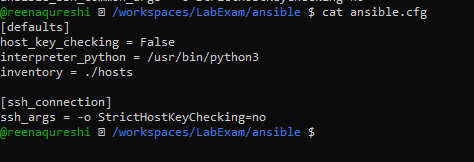 @reenaqureshi /workspaces/LabExam/ansible $ cat ansible.cfg
[defaults]
host_key_checking = False
interpreter_python = /usr/bin/python3
inventory = ./hosts
[ssh_connection]
ssh_args = -o StrictHostKeyChecking=no
@reenaqureshi /workspaces/LabExam/ansible $